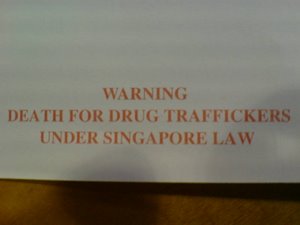 WARNING
DEATH FOR DRUG TRAFFICKERS
UNDER SINGAPORE LAW